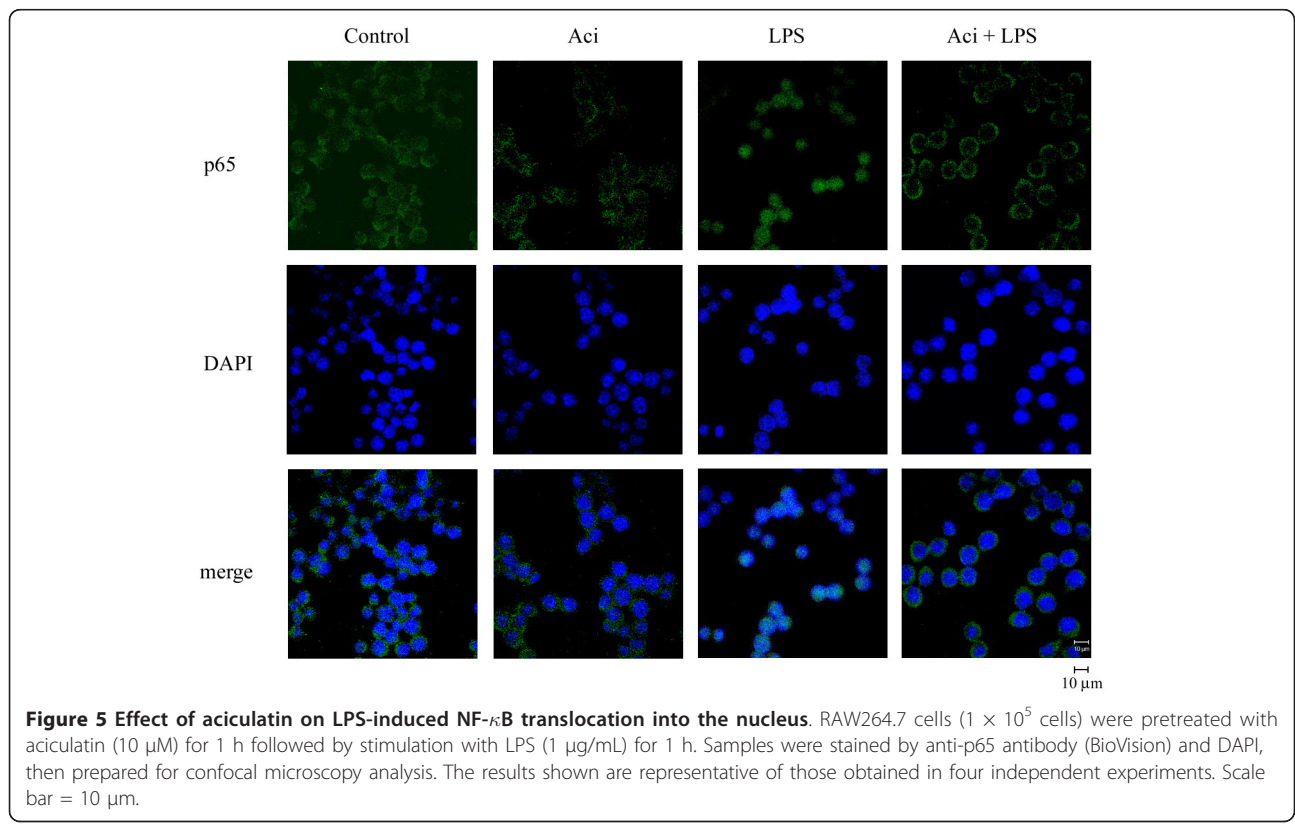 Control Aci LPS Aci + LPS
p65
DAPI
merge
10 μm
10 μm
Figure 5 Effect of aciculatin on LPS-induced NF-κB translocation into the nucleus. RAW264.7 cells (1 × 10⁵ cells) were pretreated with
aciculatin (10 μM) for 1 h followed by stimulation with LPS (1 μg/mL) for 1 h. Samples were stained by anti-p65 antibody (BioVision) and DAPI,
then prepared for confocal microscopy analysis. The results shown are representative of those obtained in four independent experiments. Scale
bar = 10 μm.